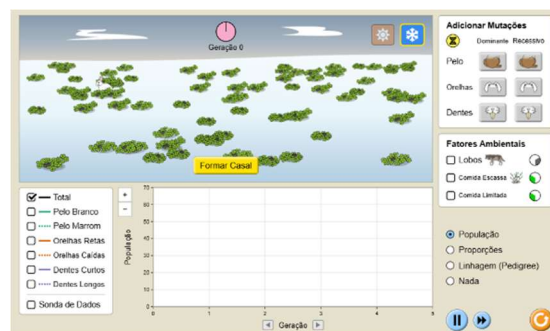 Geração 0
Formar Casal
Adicionar Mutações
Dominante Recessivo
Pelo
Orelhas
Dentes
Fatores Ambientais
Lobos
Comida Escassa
Comida Limitada
População
Proporções
Linhagem (Pedigree)
Nada
Total
Pelo Branco
Pelo Marrom
Orelhas Retas
Orelhas Caídas
Dentes Curtos
Dentes Longos
Sonda de Dados
+
-
População
70
60
50
40
30
20
10
0
0 1 2 3 4 5
Geração